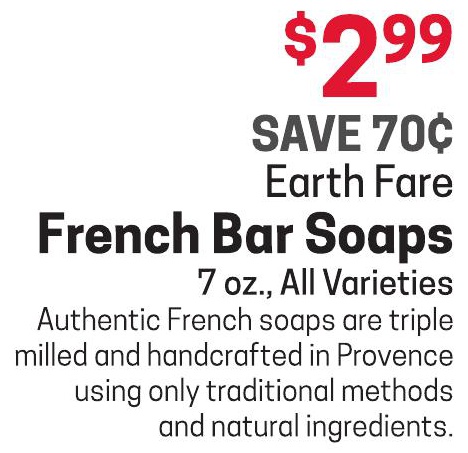 $2.99
SAVE 70¢
Earth Fare
French Bar Soaps
7 oz., All Varieties
Authentic French soaps are triple
milled and handcrafted in Provence
using only traditional methods
and natural ingredients.